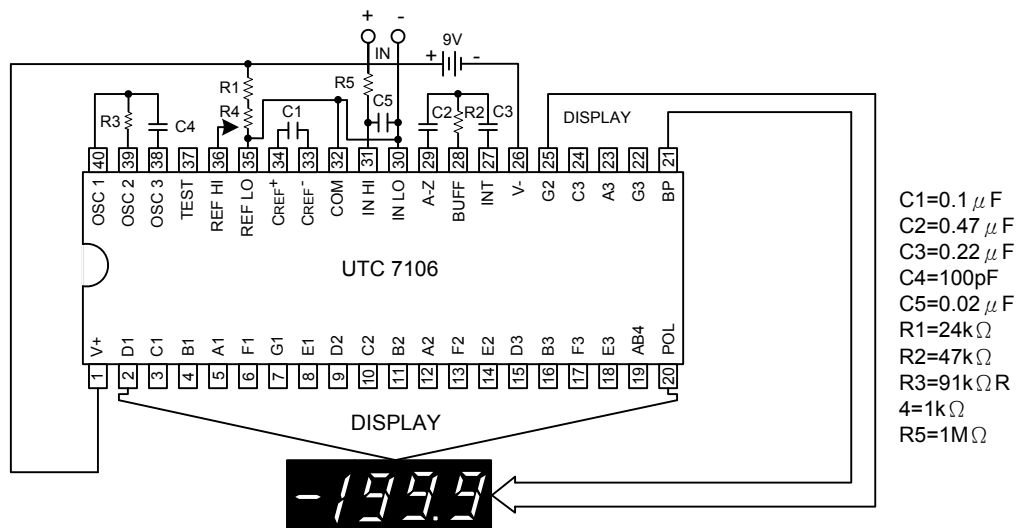 + -
IN
9V
+ -
R1
R5
R4
C5
C1
R3
C4
C2
R2
C3
DISPLAY
40 39 38 37 36 35 34 33 32 31 30 29 28 27 26 25 24 23 22 21
OSC 1 OSC 2 OSC 3 TEST REF HI REF LO CREF+ CREF- COM IN HI IN LO A-Z BUFF INT V- G2 C3 A3 G3 BP
UTC 7106
V+ D1 C1 B1 A1 F1 G1 E1 D2 C2 B2 A2 F2 E2 D3 B3 F3 E3 AB4 POL
1 2 3 4 5 6 7 8 9 10 11 12 13 14 15 16 17 18 19 20
DISPLAY
-199.9
C1=0.1μF
C2=0.47μF
C3=0.22μF
C4=100pF
C5=0.02μF
R1=24kΩ
R2=47kΩ
R3=91kΩR
4=1kΩ
R5=1MΩ